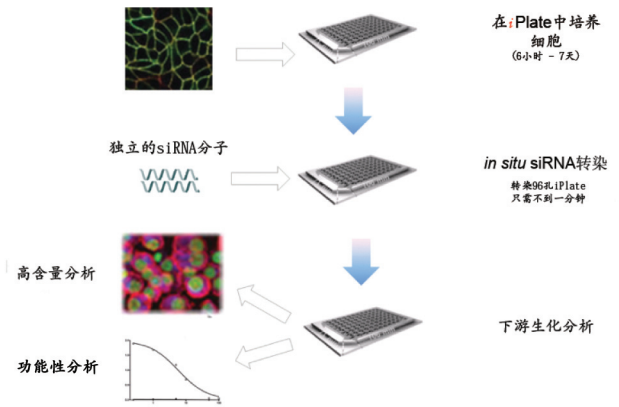 在iPlate中培养
细胞
(6小时 - 7天)
独立的siRNA分子
in situ siRNA转染
转染96孔iPlate
只需不到一分钟
高含量分析
下游生化分析
功能性分析